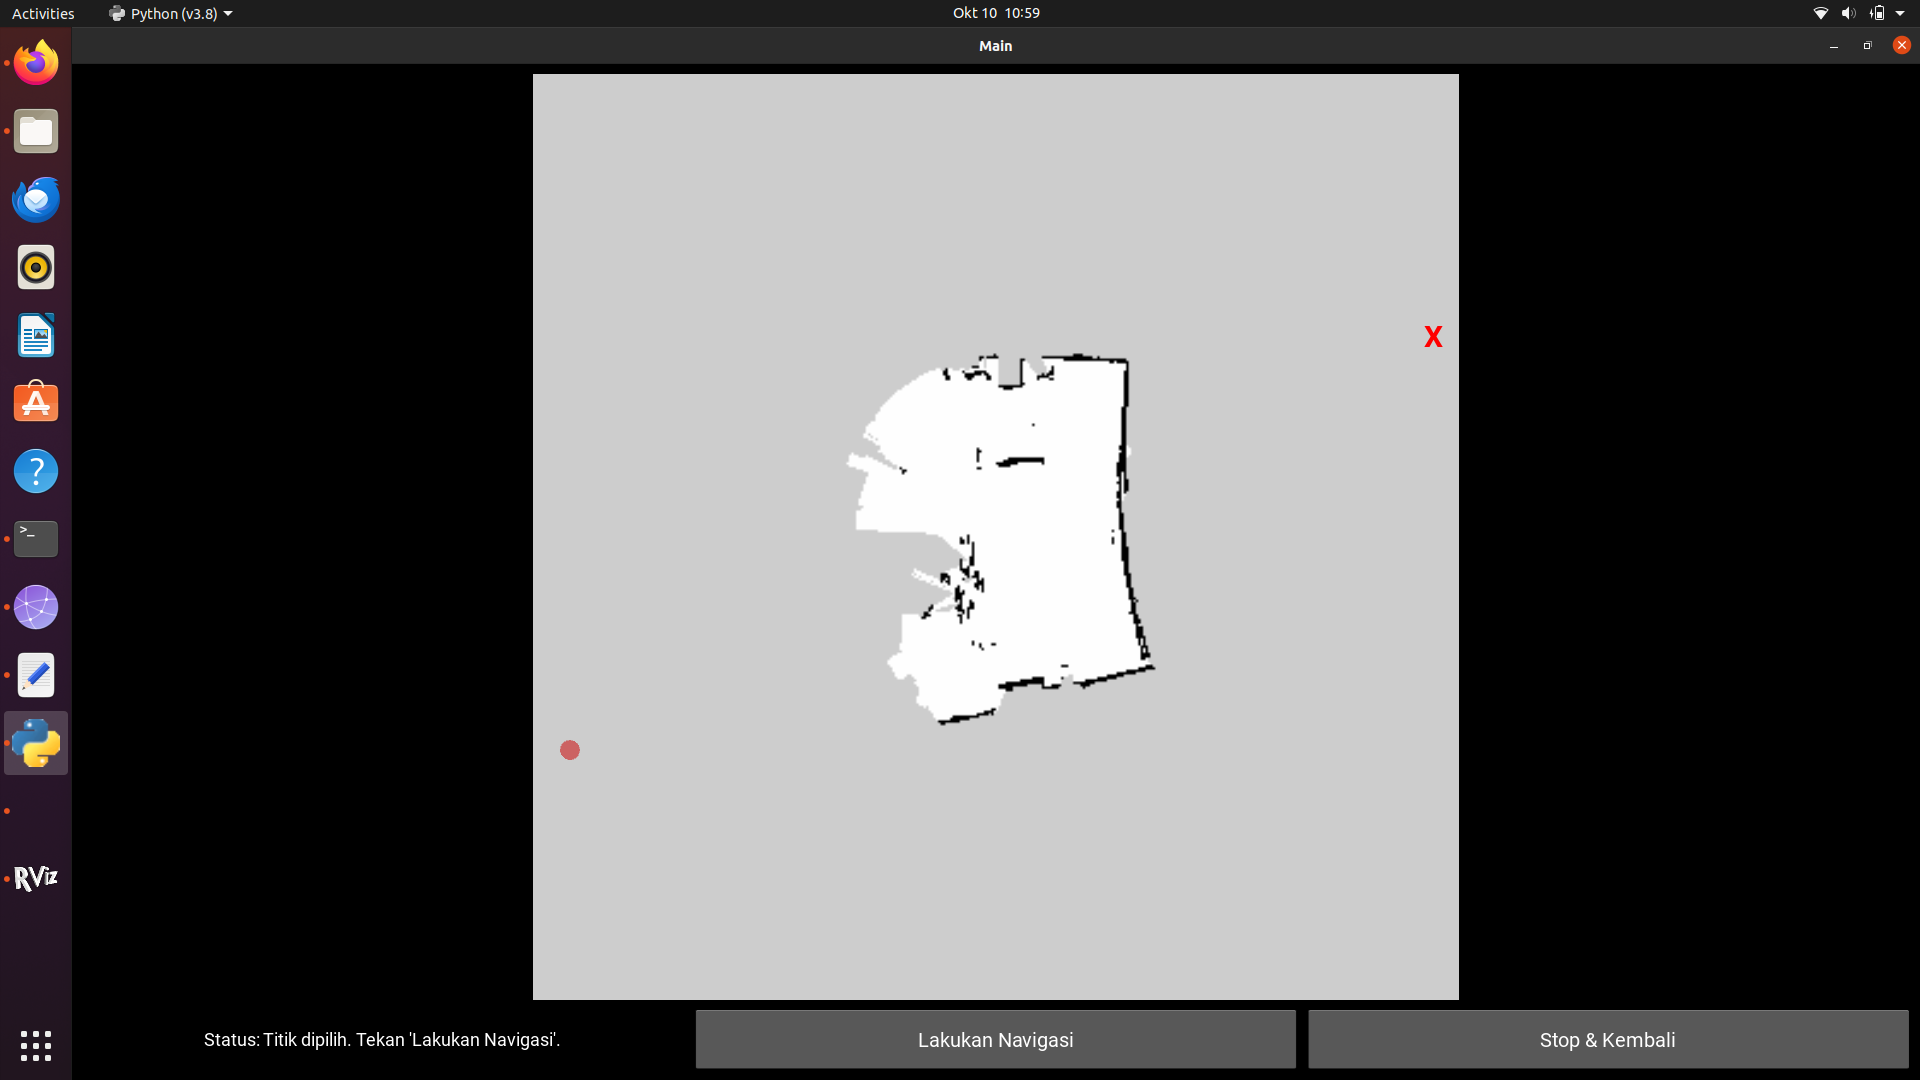 Activities
Python (v3.8)
Okt 10 10:59
Main
X
?
>_
RViz
Status: Titik dipilih. Tekan 'Lakukan Navigasi'.
Lakukan Navigasi
Stop & Kembali